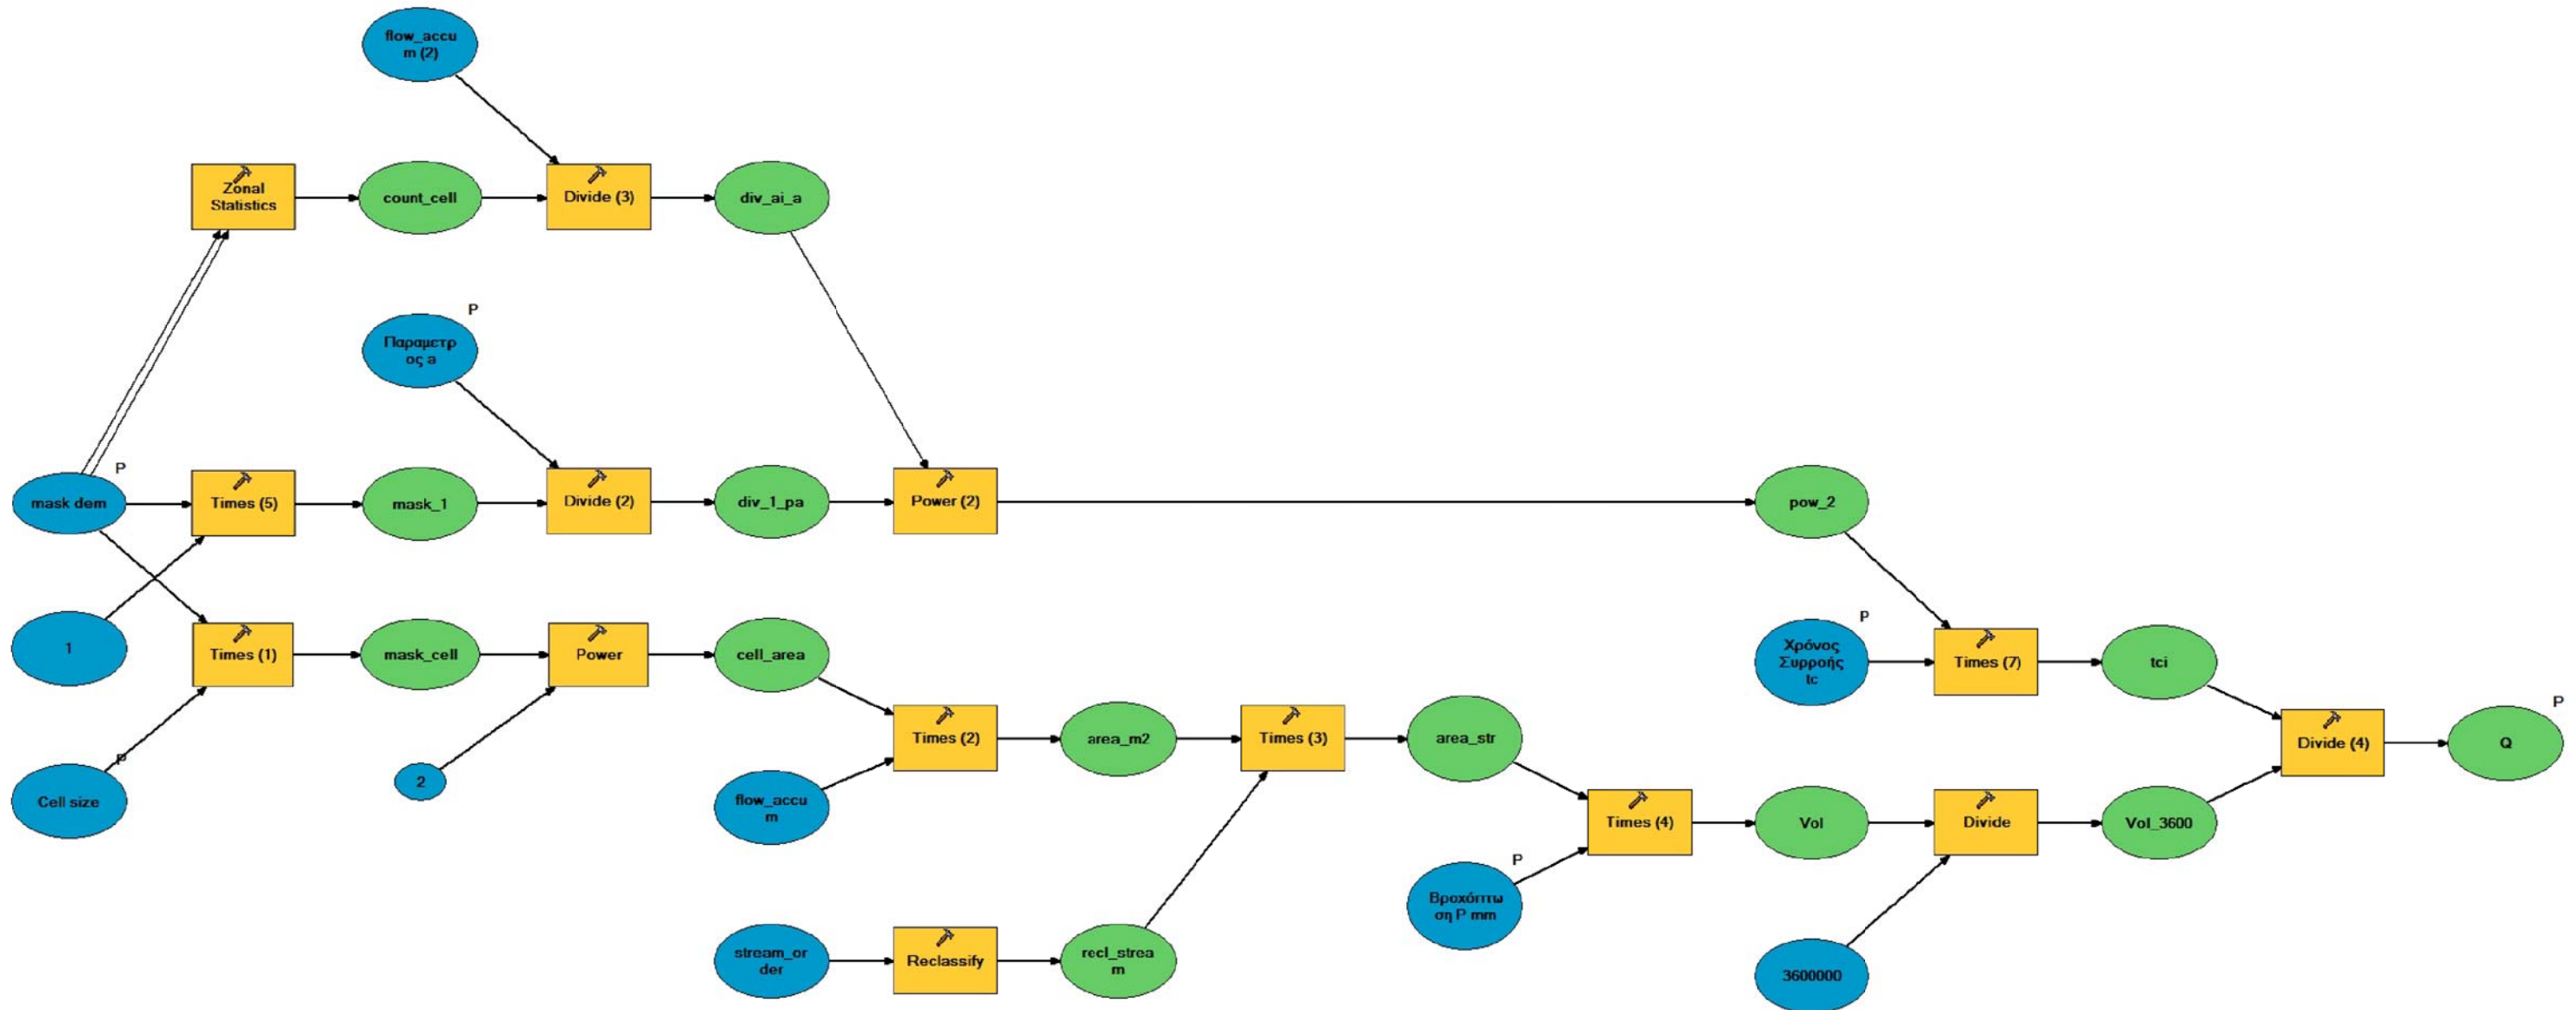 flow_accu
m (2)
Zonal
Statistics
count_cell
Divide (3)
div_ai_a
P
Παραμετρ
ος a
P
mask dem
Times (5)
mask_1
Divide (2)
div_1_pa
Power (2)
pow_2
1
Times (1)
mask_cell
Power
cell_area
P
Χρόνος
Συρροής
tc
Times (7)
tci
P
Cell size
2
flow_accu
m
Times (2)
area_m2
Times (3)
area_str
Divide (4)
Q
P
Times (4)
Vol
Divide
Vol_3600
P
Βροχόπτω
ση P mm
stream_or
der
Reclassify
recl_strea
m
3600000